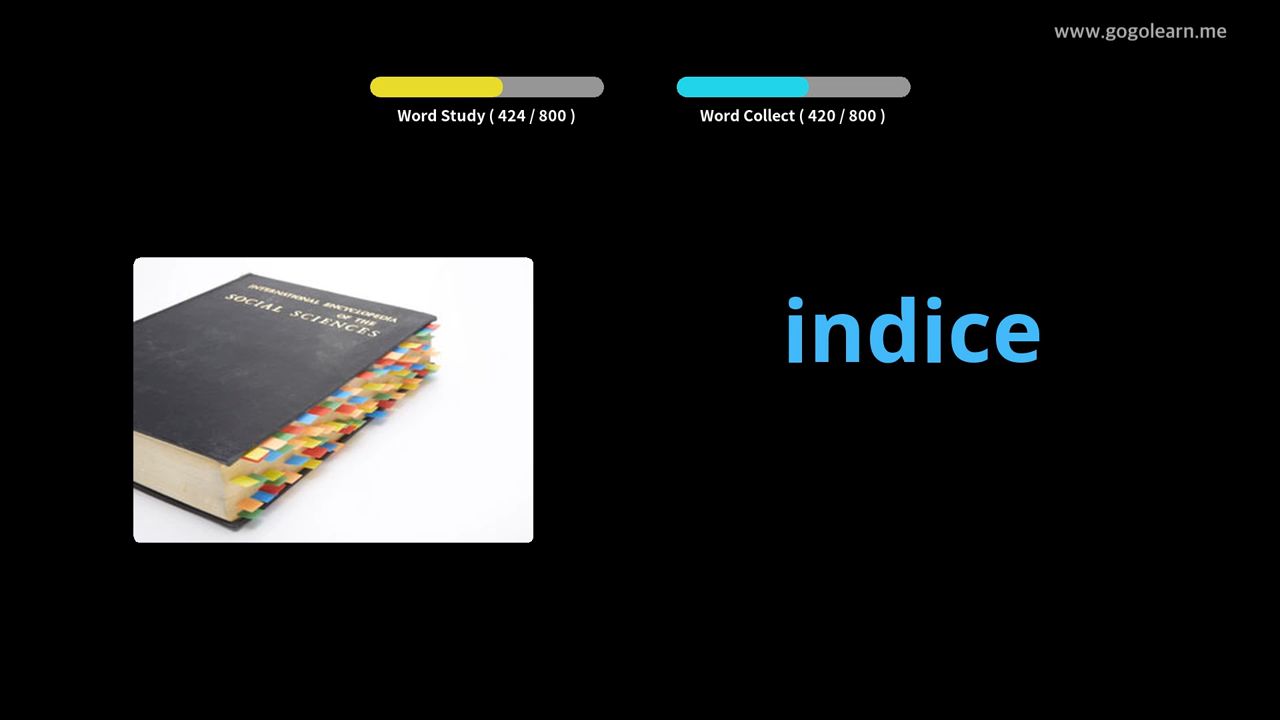 www.gogolearn.me
Word Study ( 424 / 800 )
Word Collect ( 420 / 800 )
INTERNATIONAL ENCYCLOPEDIA
OF THE
SOCIAL SCIENCES
indice